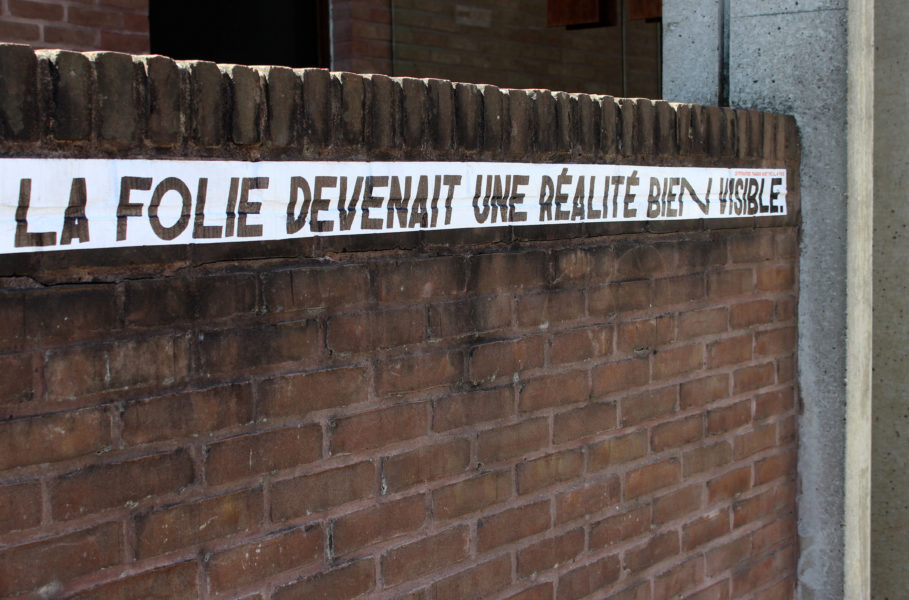 LA FOLIE DEVENAIT UNE RÉALITÉ BIEN VISIBLE.